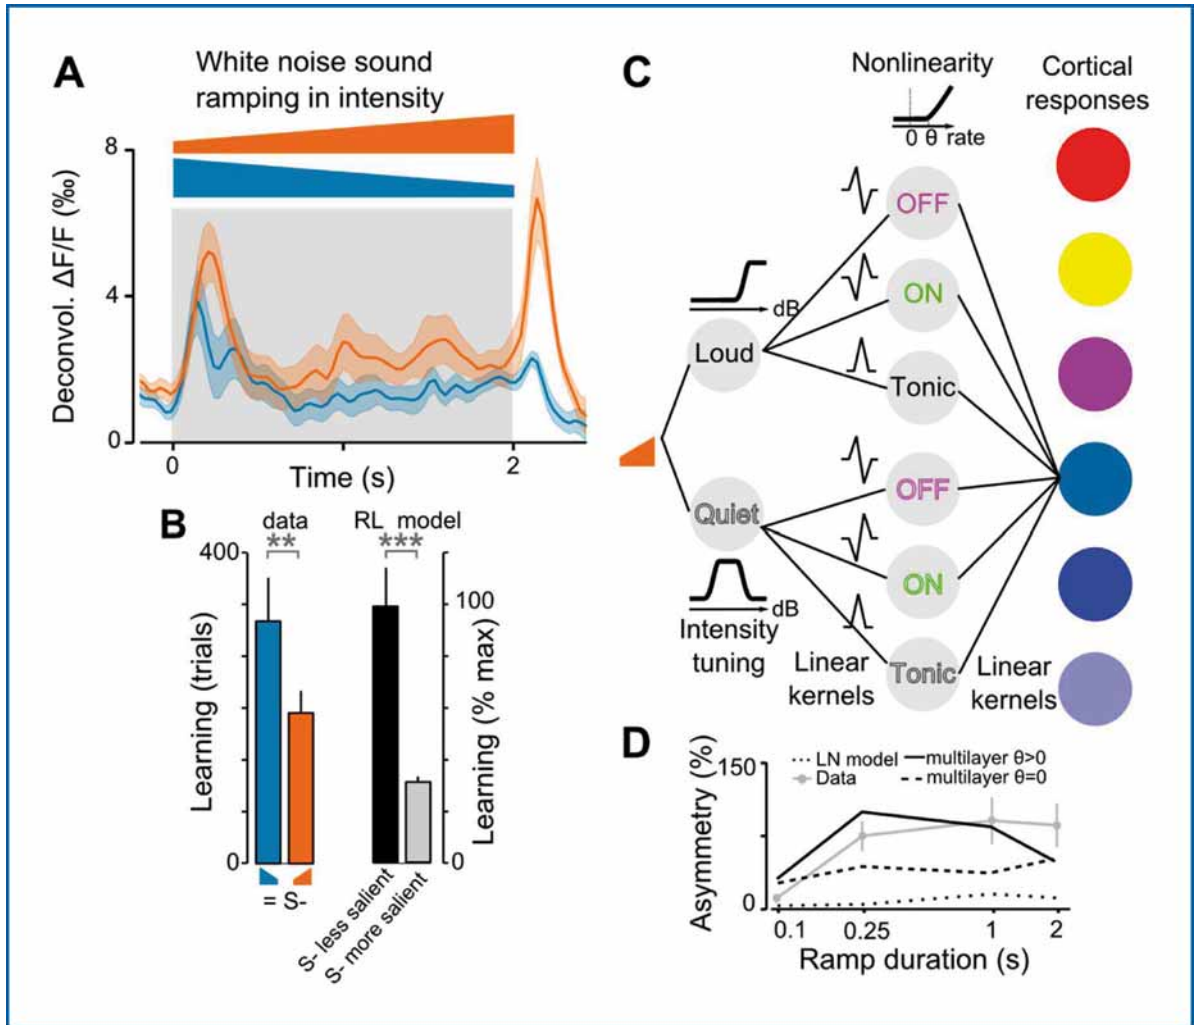 A
White noise sound
ramping in intensity
8
4
0
Deconvol. ΔF/F (‰)
0
2
Time (s)
B
data
RL model
**
***
400
0
Learning (trials)
100
0
Learning (% max)
= S-
S- less salient
S- more salient
C
Nonlinearity
0 θ rate
Cortical
responses
OFF
ON
Tonic
dB
Loud
Quiet
OFF
ON
Tonic
dB
Intensity
tuning
Linear
kernels
Linear
kernels
D
150
0
Asymmetry (%)
LN model
multilayer θ>0
Data
multilayer θ=0
0.1
0.25
1
2
Ramp duration (s)